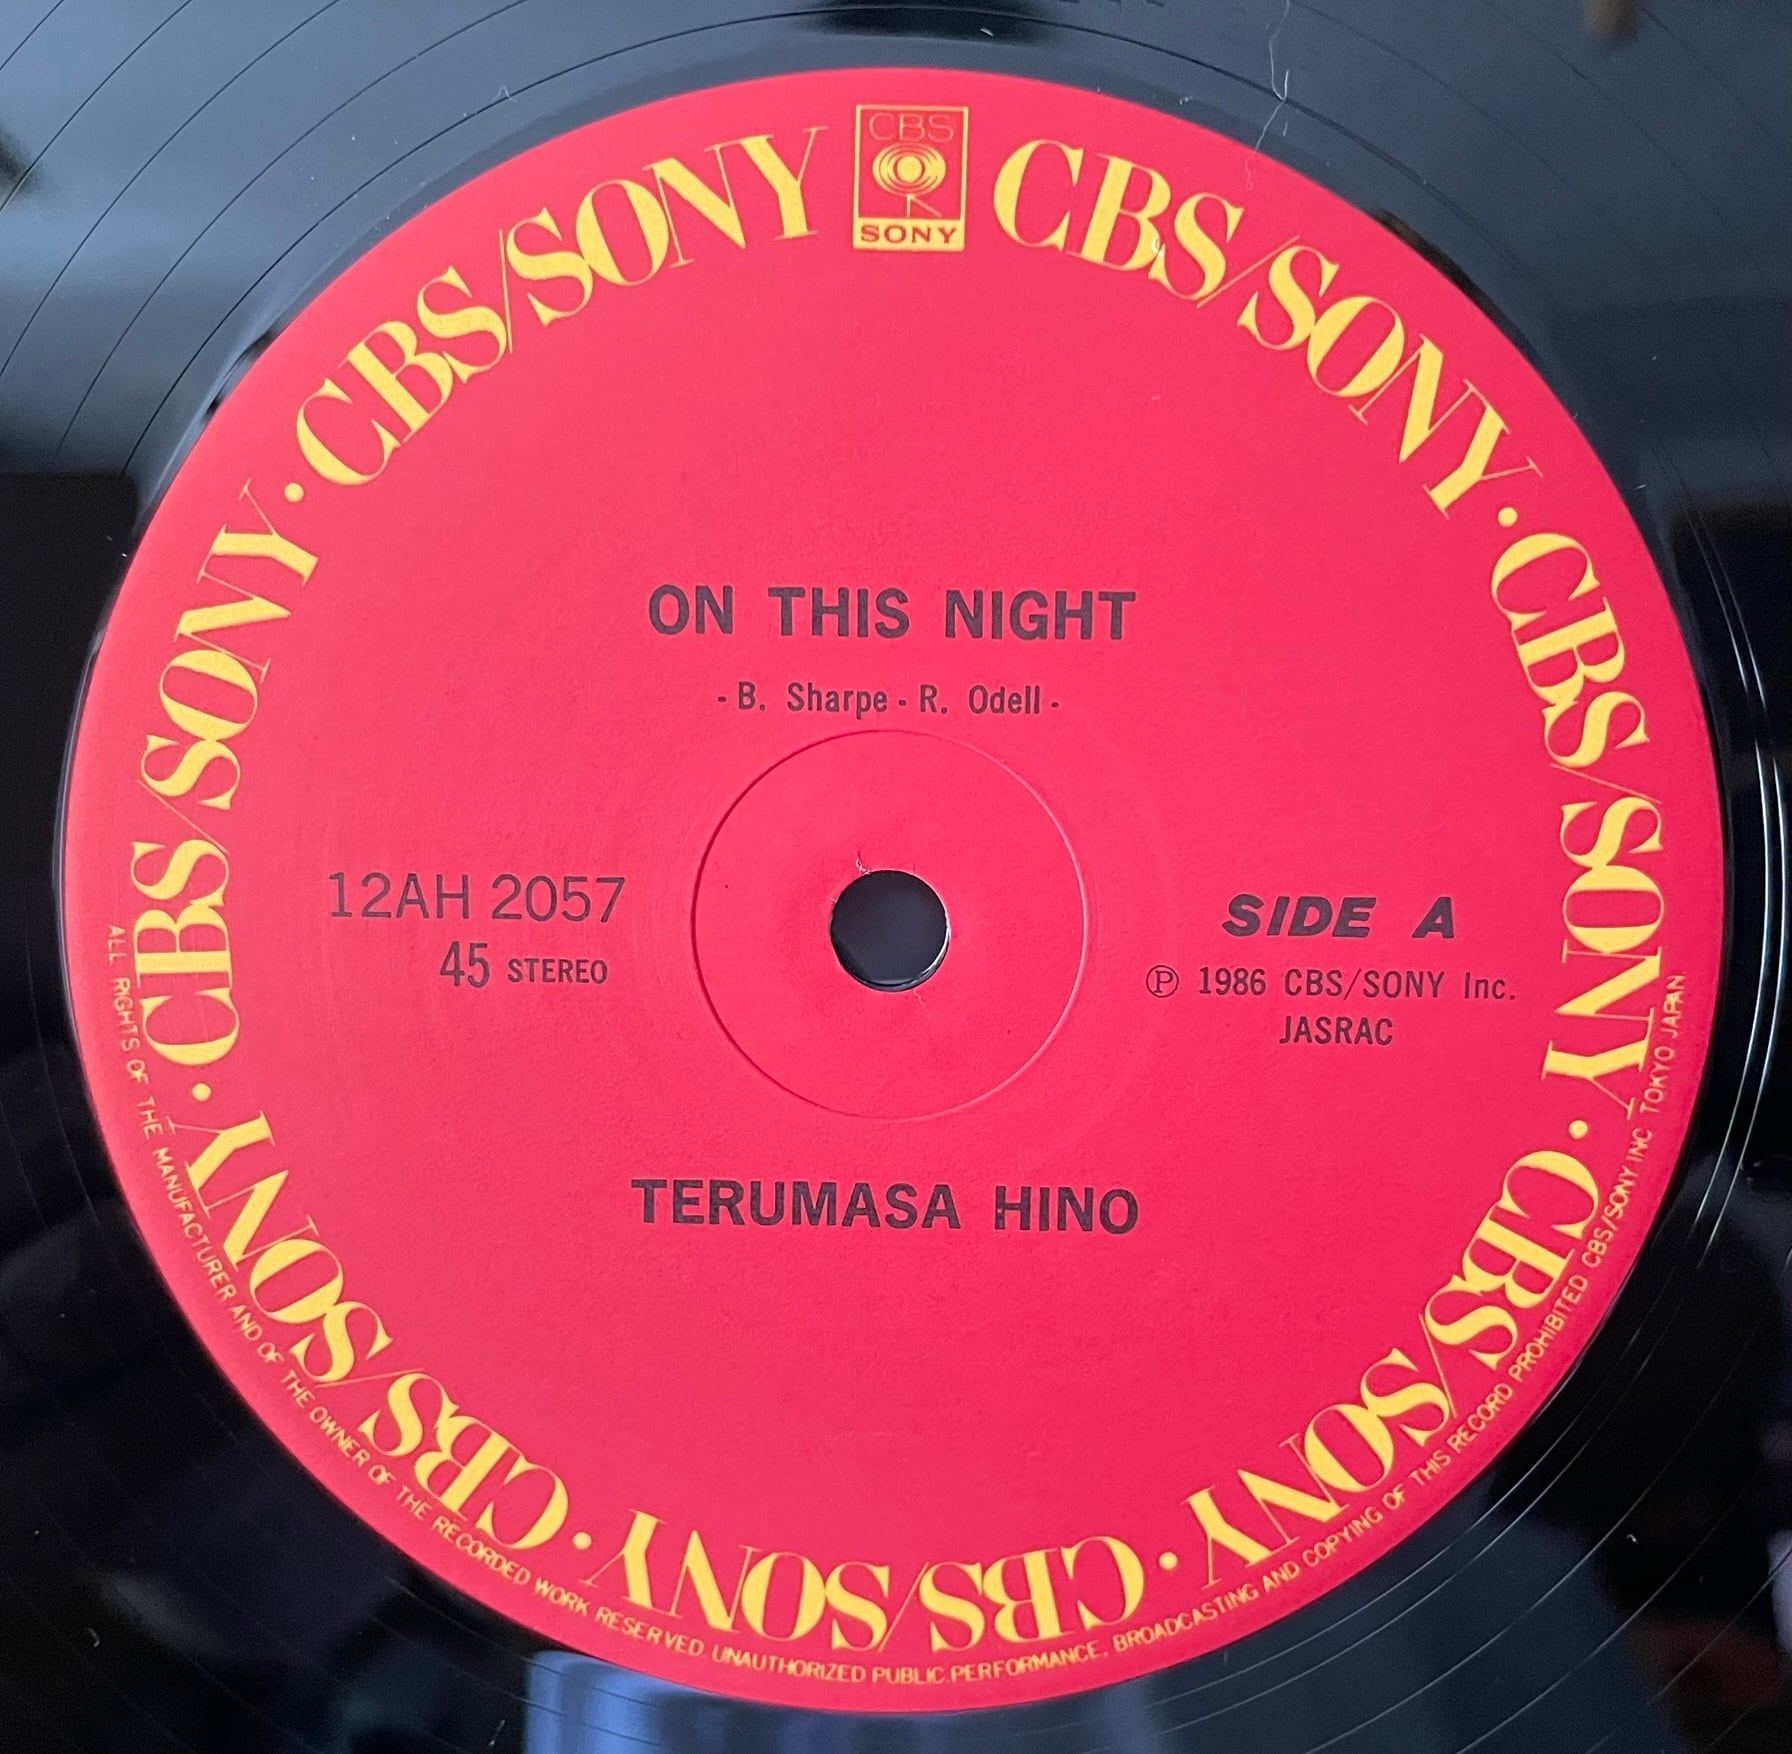 CBS
SONY
CBS/SONY · CBS/SONY · CBS/SONY · CBS/SONY · CBS/SONY · CBS/SONY · CBS/SONY
ON THIS NIGHT
- B. Sharpe - R. Odell -
12AH 2057
45 STEREO
SIDE A
Ⓟ 1986 CBS/SONY Inc.
JASRAC
TERUMASA HINO
ALL RIGHTS OF THE MANUFACTURER AND OF THE OWNER OF THE RECORDED WORK RESERVED. UNAUTHORIZED PUBLIC PERFORMANCE, BROADCASTING AND COPYING OF THIS RECORD PROHIBITED CBS/SONY INC TOKYO JAPAN